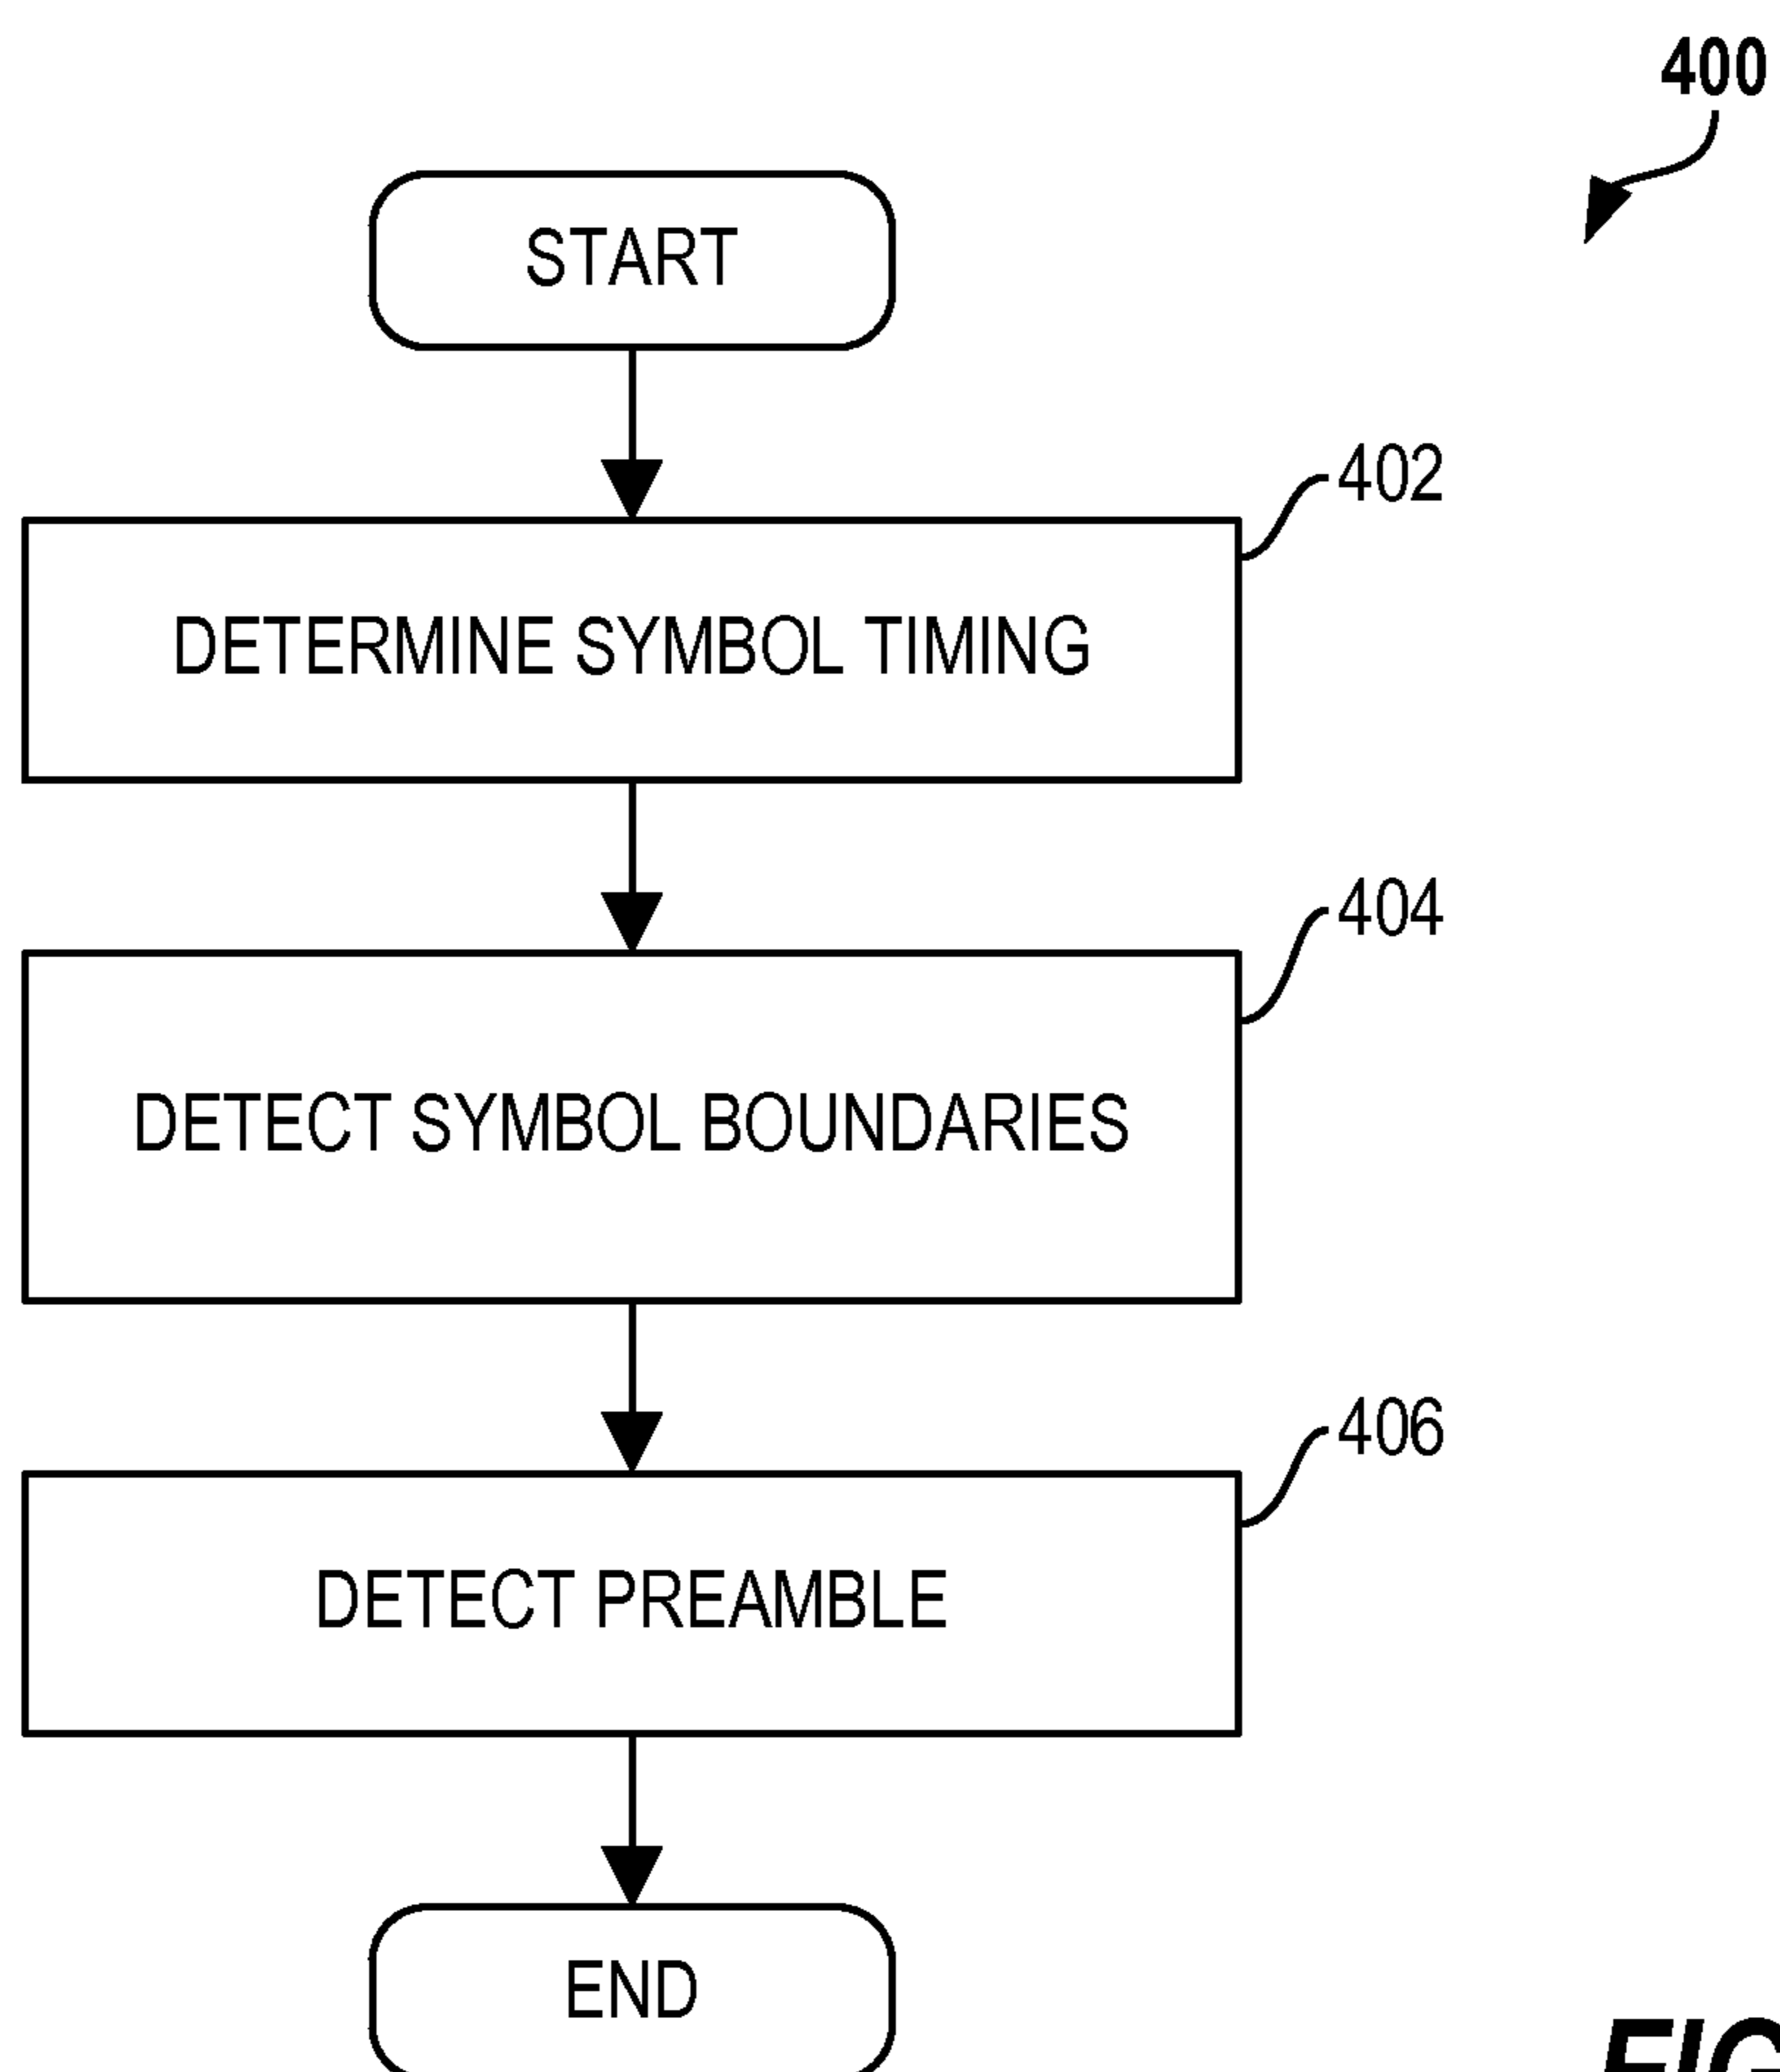 400
START
402
DETERMINE SYMBOL TIMING
404
DETECT SYMBOL BOUNDARIES
406
DETECT PREAMBLE
END